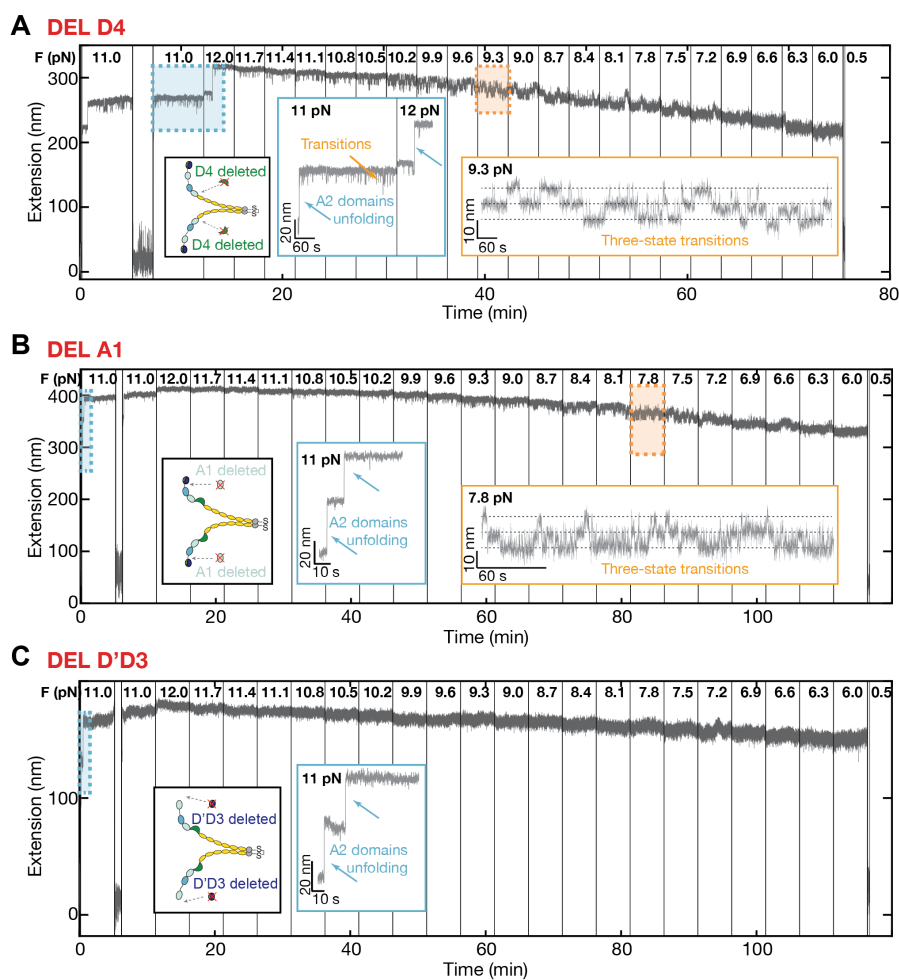 A DEL D4
F (pN) 11.0 11.0 12.0 11.7 11.4 11.1 10.8 10.5 10.2 9.9 9.6 9.3 9.0 8.7 8.4 8.1 7.8 7.5 7.2 6.9 6.6 6.3 6.0 0.5
300
200
100
0
Extension (nm)
D4 deleted
S
S
D4 deleted
11 pN 12 pN
Transitions
A2 domains
unfolding
20 nm
60 s
9.3 pN
10 nm
60 s
Three-state transitions
0 20 40 60 80
Time (min)
B DEL A1
F (pN) 11.0 11.0 12.0 11.7 11.4 11.1 10.8 10.5 10.2 9.9 9.6 9.3 9.0 8.7 8.4 8.1 7.8 7.5 7.2 6.9 6.6 6.3 6.0 0.5
400
300
200
100
0
Extension (nm)
A1 deleted
S
S
A1 deleted
11 pN
A2 domains
unfolding
20 nm
10 s
7.8 pN
10 nm
60 s
Three-state transitions
0 20 40 60 80 100
Time (min)
C DEL D'D3
F (pN) 11.0 11.0 12.0 11.7 11.4 11.1 10.8 10.5 10.2 9.9 9.6 9.3 9.0 8.7 8.4 8.1 7.8 7.5 7.2 6.9 6.6 6.3 6.0 0.5
100
0
Extension (nm)
D'D3 deleted
S
S
D'D3 deleted
11 pN
A2 domains
unfolding
20 nm
10 s
0 20 40 60 80 100
Time (min)